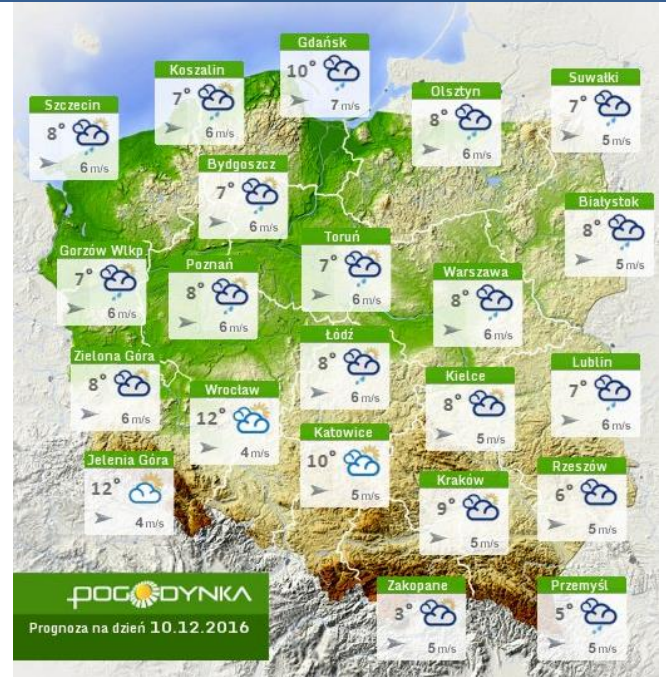 Gdańsk
10°
7 m/s
Koszalin
7°
6 m/s
Szczecin
8°
6 m/s
Olsztyn
8°
6 m/s
Suwałki
7°
5 m/s
Bydgoszcz
7°
6 m/s
Białystok
8°
5 m/s
Gorzów Wlkp
7°
6 m/s
Poznań
8°
6 m/s
Toruń
7°
6 m/s
Warszawa
8°
6 m/s
Zielona Góra
8°
6 m/s
Łódź
8°
6 m/s
Wrocław
12°
4 m/s
Kielce
8°
5 m/s
Lublin
7°
6 m/s
Jelenia Góra
12°
4 m/s
Katowice
10°
5 m/s
Kraków
9°
5 m/s
Rzeszów
6°
5 m/s
Zakopane
3°
5 m/s
Przemyśl
5°
5 m/s
POGODYNKA
Prognoza na dzień 10.12.2016